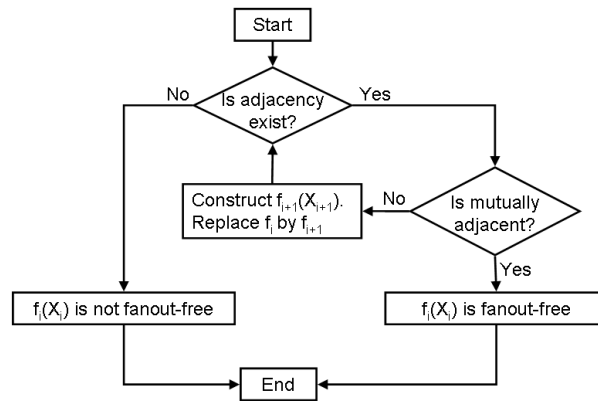 Start
No
Is adjacency
exist?
Yes
Construct fᵢ₊₁(Xᵢ₊₁).
Replace fᵢ by fᵢ₊₁
No
Is mutually
adjacent?
Yes
fᵢ(Xᵢ) is not fanout-free
fᵢ(Xᵢ) is fanout-free
End